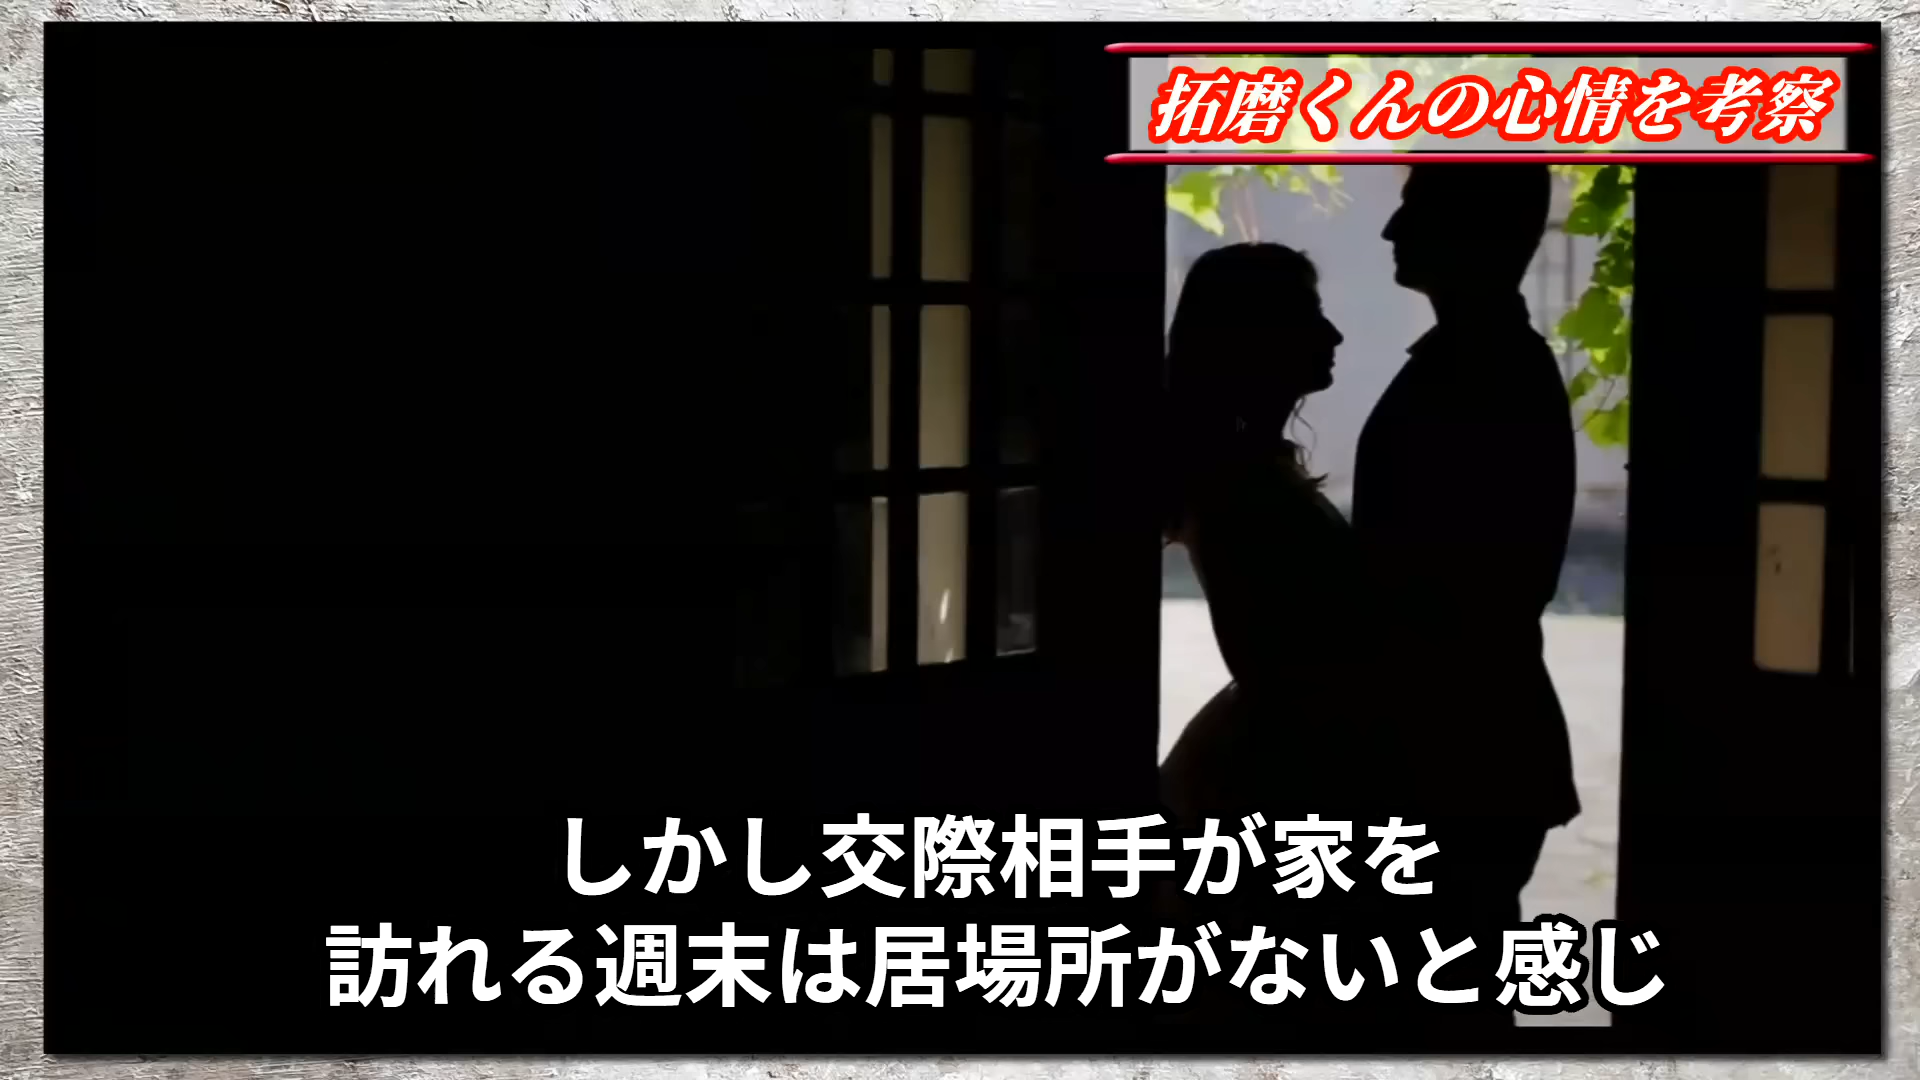 拓磨くんの心情を考察
しかし交際相手が家を
訪れる週末は居場所がないと感じ